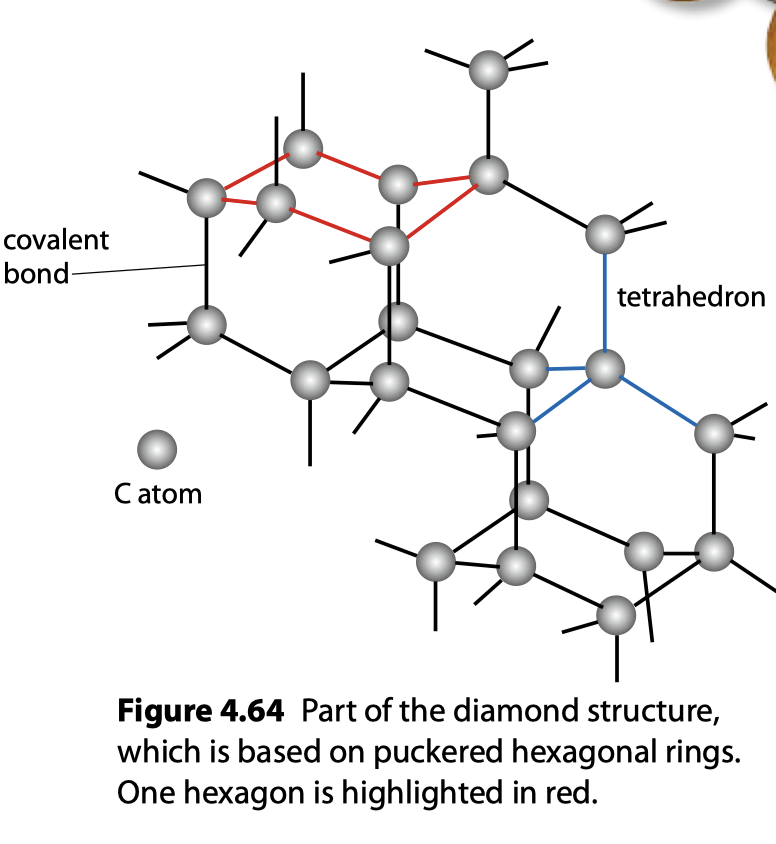 covalent
bond
tetrahedron
C atom
Figure 4.64 Part of the diamond structure,
which is based on puckered hexagonal rings.
One hexagon is highlighted in red.